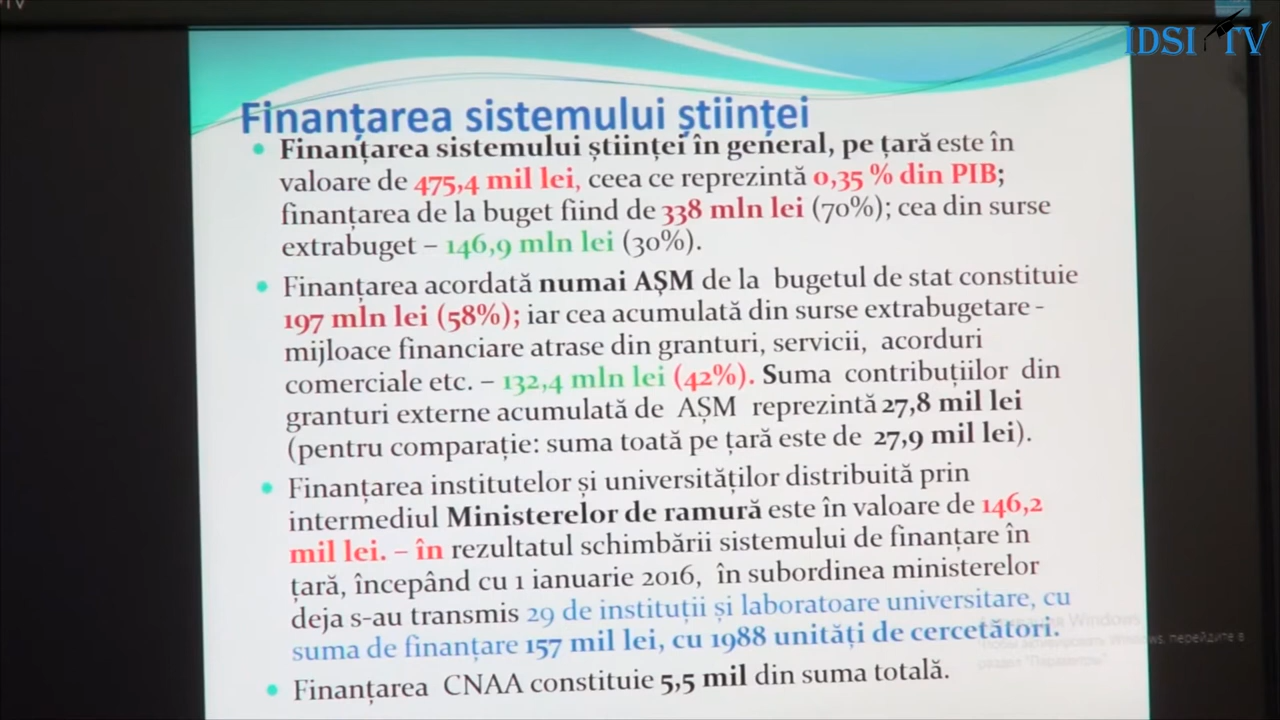 IDSI TV
Finanțarea sistemului științei
Finanțarea sistemului științei în general, pe țară este în
valoare de 475,4 mil lei, ceea ce reprezintă 0,35 % din PIB;
finanțarea de la buget fiind de 338 mln lei (70%); cea din surse
extrabuget – 146,9 mln lei (30%).
Finanțarea acordată numai AȘM de la bugetul de stat constituie
197 mln lei (58%); iar cea acumulată din surse extrabugetare -
mijloace financiare atrase din granturi, servicii, acorduri
comerciale etc. – 132,4 mln lei (42%). Suma contribuțiilor din
granturi externe acumulată de AȘM reprezintă 27,8 mil lei
(pentru comparație: suma toată pe țară este de 27,9 mil lei).
Finanțarea institutelor și universităților distribuită prin
intermediul Ministerelor de ramură este în valoare de 146,2
mil lei. – în rezultatul schimbării sistemului de finanțare în
țară, începând cu 1 ianuarie 2016, în subordinea ministerelor
deja s-au transmis 29 de instituții și laboratoare universitare, cu
suma de finanțare 157 mil lei, cu 1988 unități de cercetători.
Windows
Чтобы активировать Windows, перейдите в
раздел "Параметры".
Finanțarea CNAA constituie 5,5 mil din suma totală.